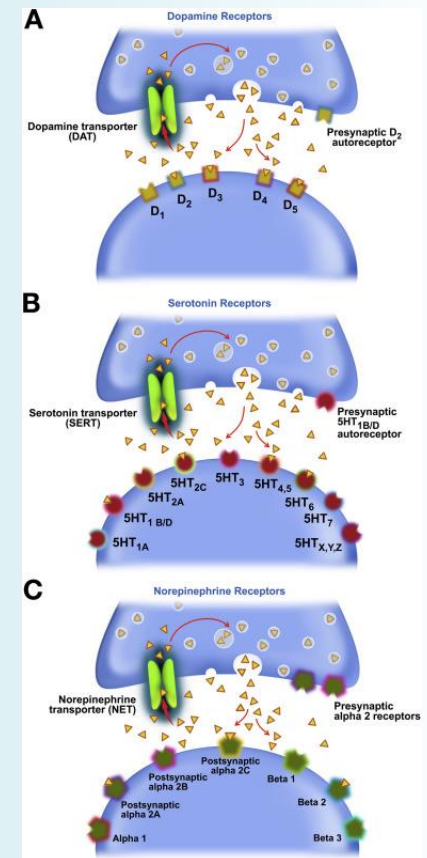 A
Dopamine Receptors
Dopamine transporter
(DAT)
Presynaptic D2
autoreceptor
D1
D2
D3
D4
D5
B
Serotonin Receptors
Serotonin transporter
(SERT)
Presynaptic
5HT1B/D
autoreceptor
5HT1A
5HT1 B/D
5HT2A
5HT2C
5HT3
5HT4,5
5HT6
5HT7
5HTX,Y,Z
C
Norepinephrine Receptors
Norepinephrine
transporter (NET)
Presynaptic
alpha 2 receptors
Alpha 1
Postsynaptic
alpha 2A
Postsynaptic
alpha 2B
Postsynaptic
alpha 2C
Beta 1
Beta 2
Beta 3